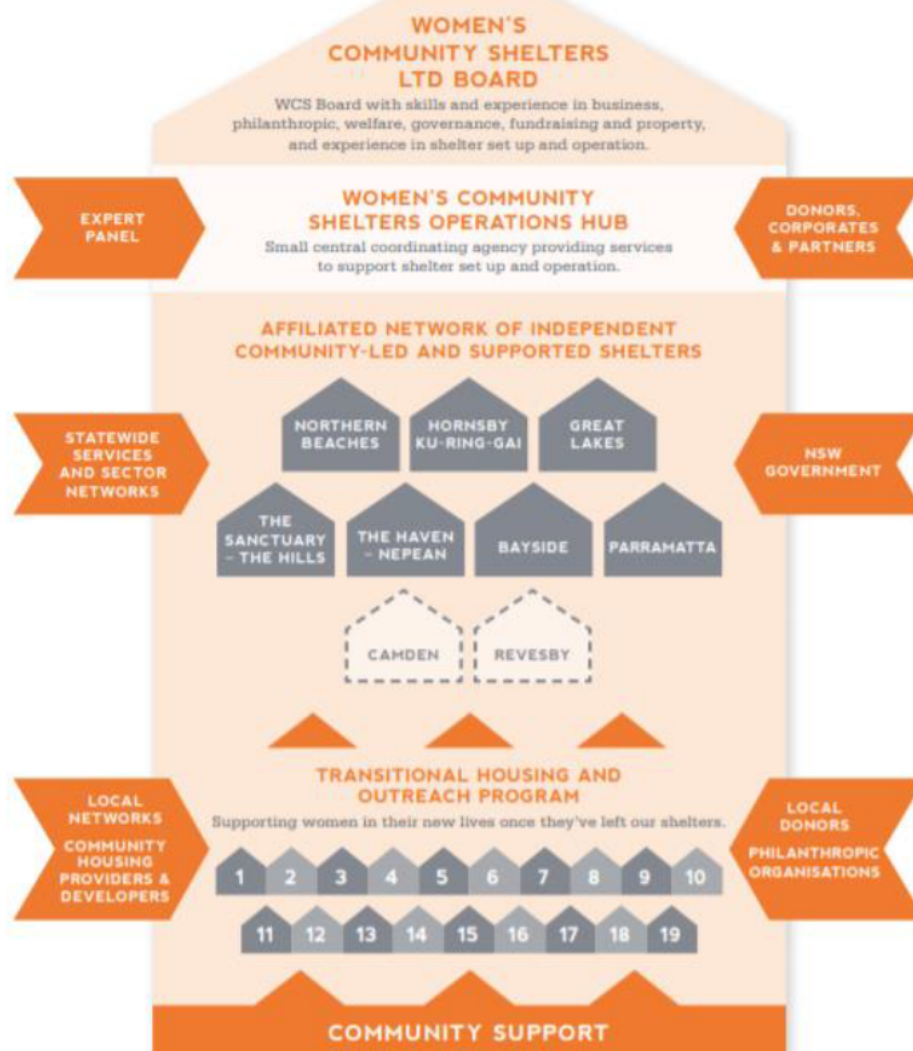 WOMEN'S
COMMUNITY SHELTERS
LTD BOARD
WCS Board with skills and experience in business,
philanthropic, welfare, governance, fundraising and property,
and experience in shelter set up and operation.
EXPERT
PANEL
WOMEN'S COMMUNITY
SHELTERS OPERATIONS HUB
Small central coordinating agency providing services
to support shelter set up and operation.
DONORS,
CORPORATES
& PARTNERS
AFFILIATED NETWORK OF INDEPENDENT
COMMUNITY-LED AND SUPPORTED SHELTERS
STATEWIDE
SERVICES
AND SECTOR
NETWORKS
NORTHERN
BEACHES
HORNSBY
KU-RING-GAI
GREAT
LAKES
NSW
GOVERNMENT
THE
SANCTUARY
– THE HILLS
THE HAVEN
– NEPEAN
BAYSIDE
PARRAMATTA
CAMDEN
REVESBY
LOCAL
NETWORKS
COMMUNITY
HOUSING
PROVIDERS &
DEVELOPERS
TRANSITIONAL HOUSING AND
OUTREACH PROGRAM
Supporting women in their new lives once they've left our shelters.
1 2 3 4 5 6 7 8 9 10
11 12 13 14 15 16 17 18 19
LOCAL
DONORS
PHILANTHROPIC
ORGANISATIONS
COMMUNITY SUPPORT